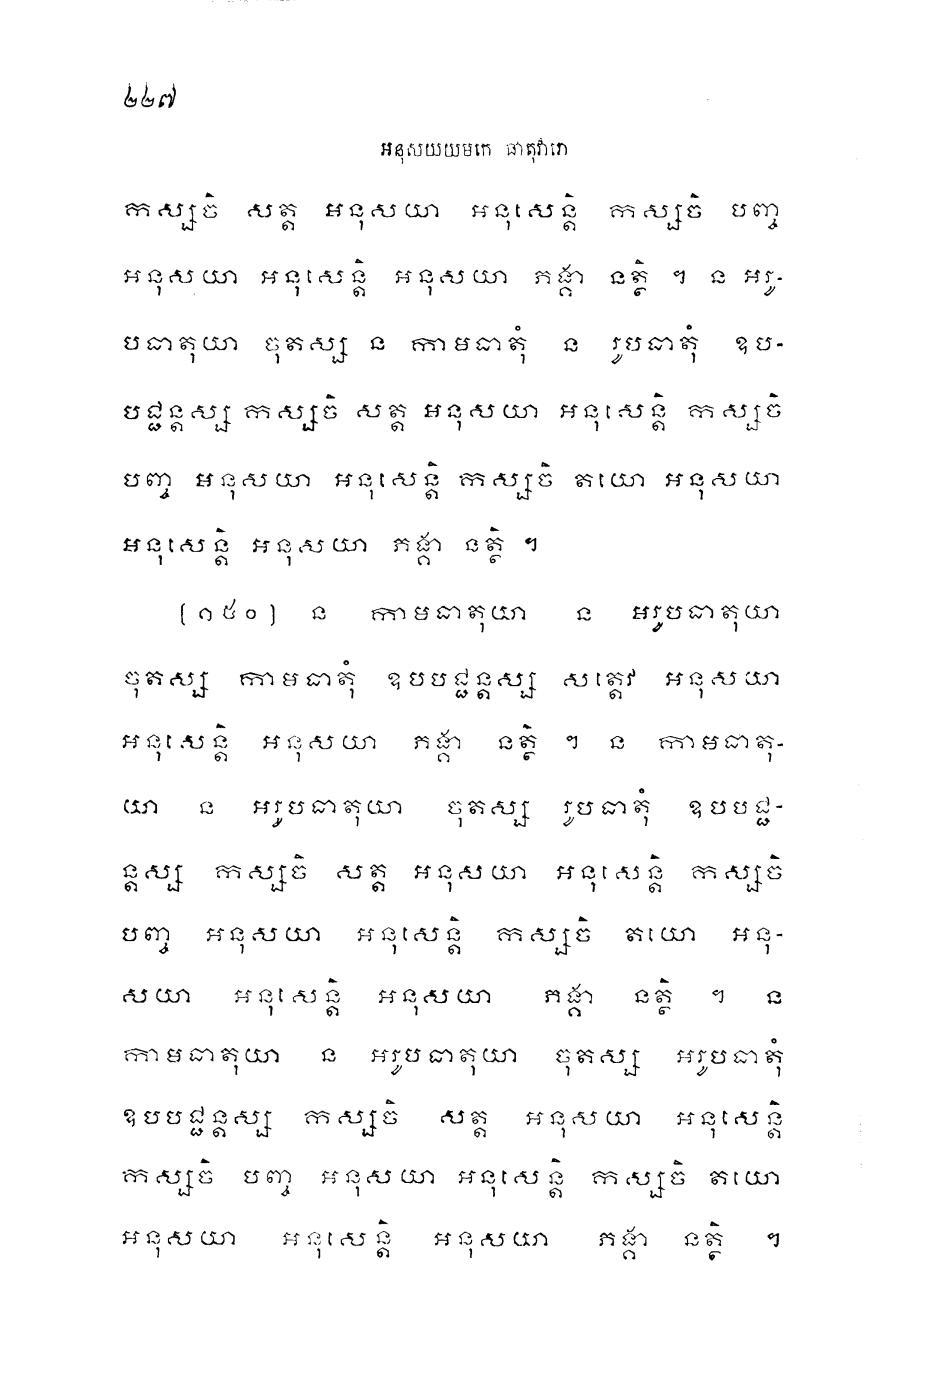 ២២៧
អនុសយយមកេ ធាតុវារោ
កស្សចិ សត្ត អនុសយា អនុសេន្តិ កស្សចិ បញ្ច
អនុសយា អនុសេន្តិ អនុសយា ភង្គា នត្ថិ ។ ន អរូ-
បធាតុយា ចុតស្ស ន កាមធាតុំ ន រូបធាតុំ ឧប-
បជ្ជន្តស្ស កស្សចិ សត្ត អនុសយា អនុសេន្តិ កស្សចិ
បញ្ច អនុសយា អនុសេន្តិ កស្សចិ តយោ អនុសយា
អនុសេន្តិ អនុសយា ភង្គា នត្ថិ ។
[១៥០] ន កាមធាតុយា ន អរូបធាតុយា
ចុតស្ស កាមធាតុំ ឧបបជ្ជន្តស្ស សត្តេវ អនុសយា
អនុសេន្តិ អនុសយា ភង្គា នត្ថិ ។ ន កាមធាតុ-
យា ន អរូបធាតុយា ចុតស្ស រូបធាតុំ ឧបបជ្ជ-
ន្តស្ស កស្សចិ សត្ត អនុសយា អនុសេន្តិ កស្សចិ
បញ្ច អនុសយា អនុសេន្តិ កស្សចិ តយោ អនុ-
សយា អនុសេន្តិ អនុសយា ភង្គា នត្ថិ ។ ន
កាមធាតុយា ន អរូបធាតុយា ចុតស្ស អរូបធាតុំ
ឧបបជ្ជន្តស្ស កស្សចិ សត្ត អនុសយា អនុសេន្តិ
កស្សចិ បញ្ច អនុសយា អនុសេន្តិ កស្សចិ តយោ
អនុសយា អនុសេន្តិ អនុសយា ភង្គា នត្ថិ ។